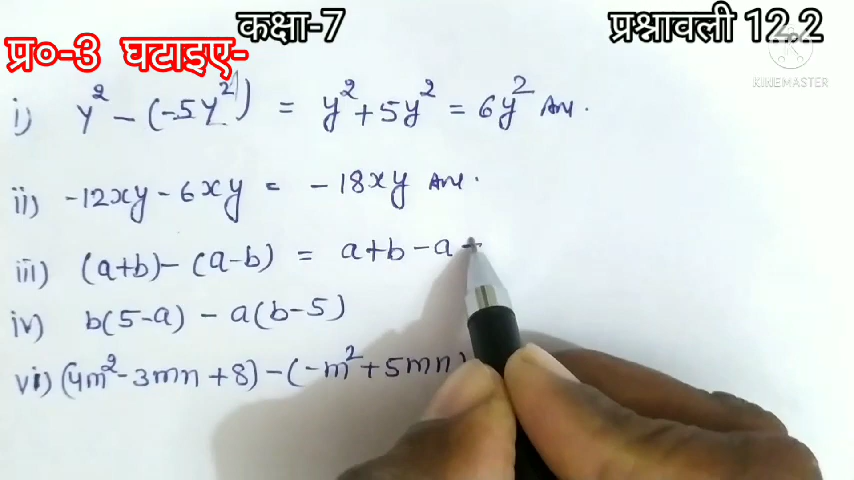 कक्षा-7 प्रश्नावली 12.2
प्र०-3 घटाइए-
KINEMASTER
i) y² - (-5y²) = y² + 5y² = 6y² Ans.
ii) -12xy - 6xy = - 18xy Ans.
iii) (a+b) - (a-b) = a+b - a +
iv) b(5-a) - a(b-5)
vi) (4m² - 3mn + 8) - (-m² + 5mn)